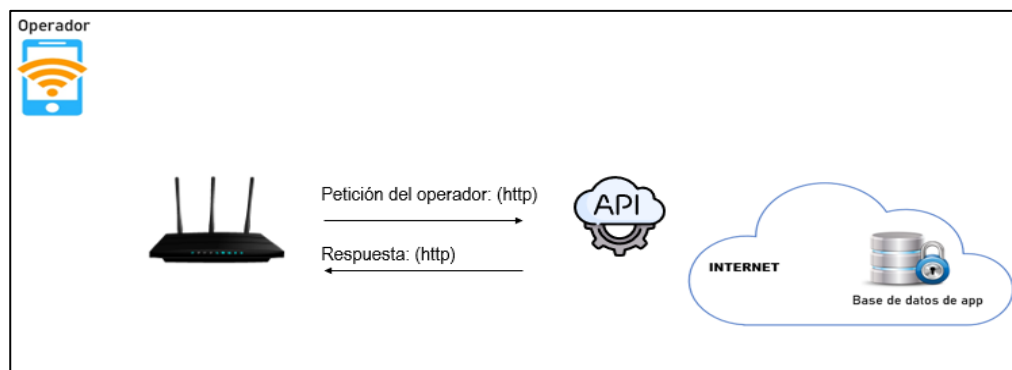 Operador
Petición del operador: (http)
API
Respuesta: (http)
INTERNET
Base de datos de app